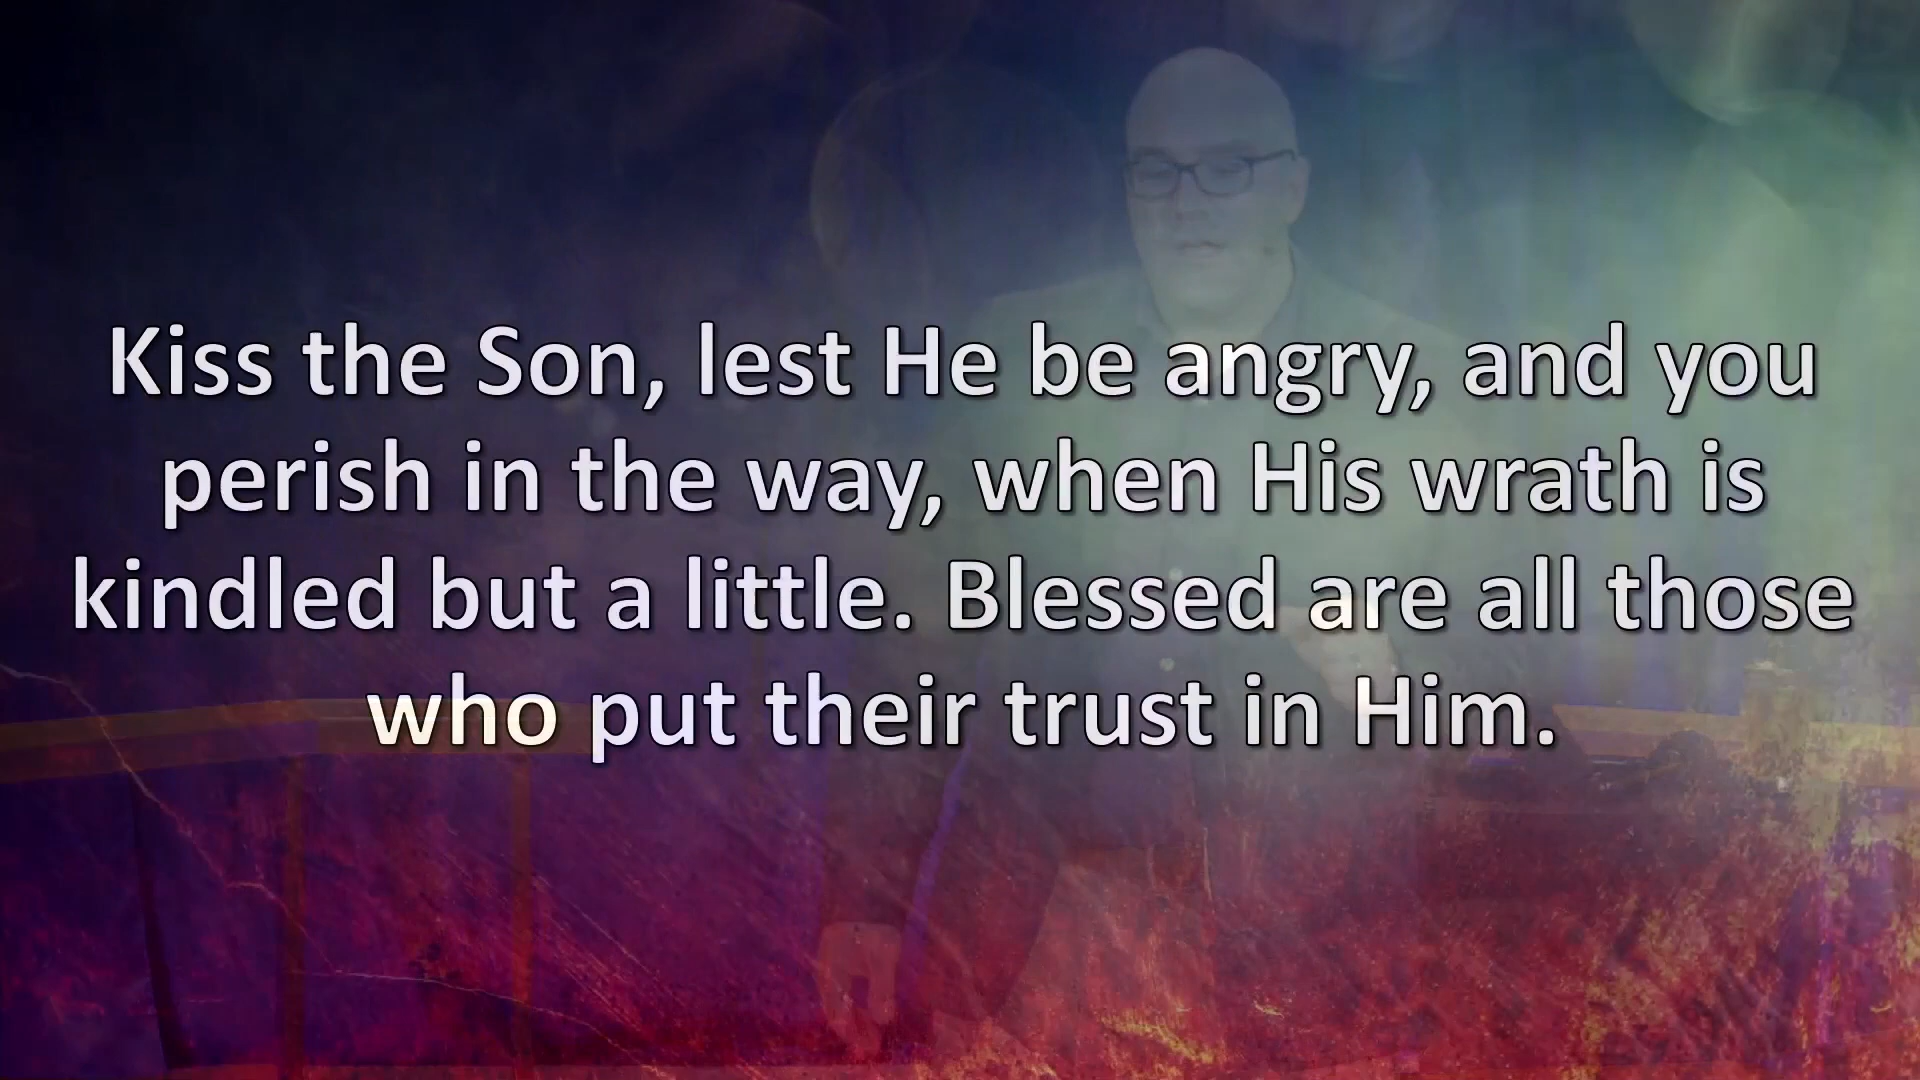 Kiss the Son, lest He be angry, and you
perish in the way, when His wrath is
kindled but a little. Blessed are all those
who put their trust in Him.